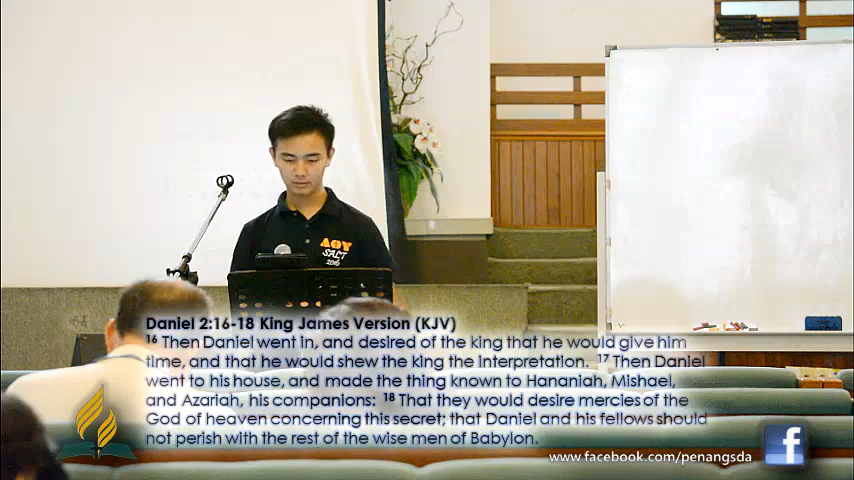 AOY
SALT
Daniel 2:16-18 King James Version (KJV)
16 Then Daniel went in, and desired of the king that he would give him
time, and that he would shew the king the interpretation. 17 Then Daniel
went to his house, and made the thing known to Hananiah, Mishael,
and Azariah, his companions: 18 That they would desire mercies of the
God of heaven concerning this secret; that Daniel and his fellows should
not perish with the rest of the wise men of Babylon.
www.facebook.com/penangsda
f